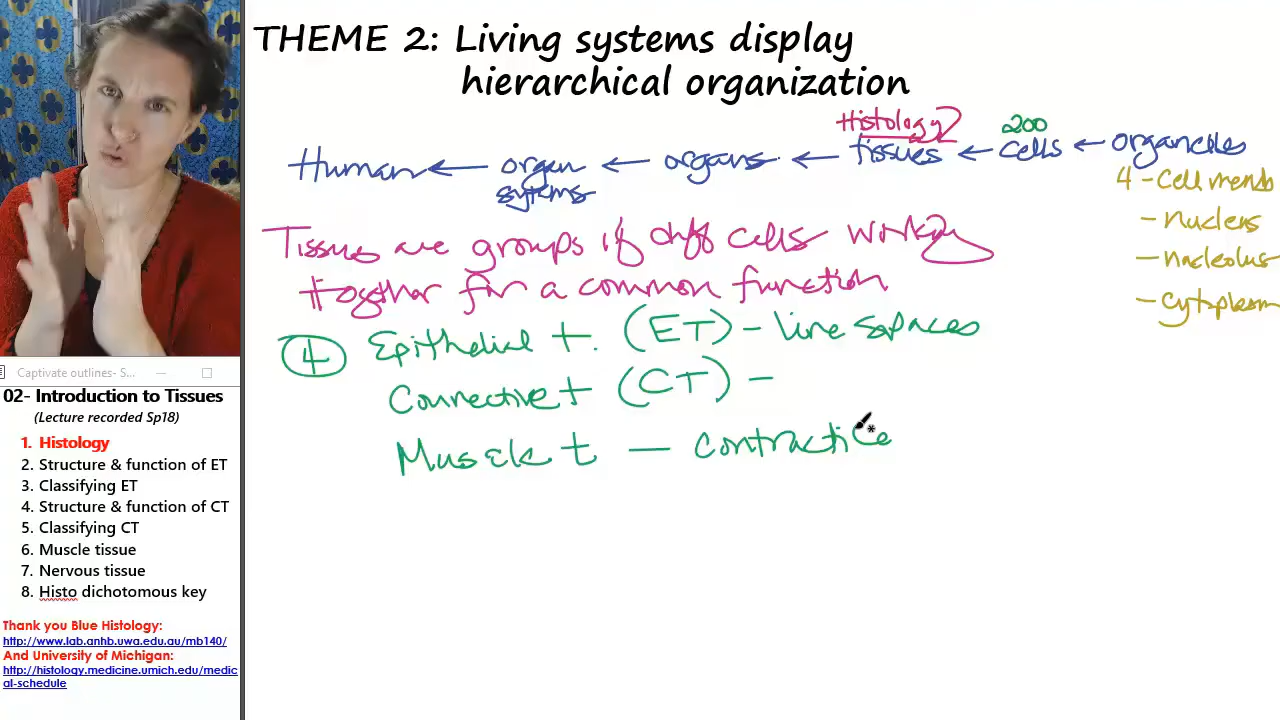 THEME 2: Living systems display
hierarchical organization
Histology
200
Human ← organ ← organs ← tissues ← cells ← organelles
sytems
4 - Cell memb
- nucleus
- nucleolus
- cytoplasm
Tissues are groups of diff cells working
together for a common function
4 Epithelial t. (ET) - line spaces
Connective t (CT) -
Muscle t - contractile
Captivate outlines- S...
02- Introduction to Tissues
(Lecture recorded Sp18)
1. Histology
2. Structure & function of ET
3. Classifying ET
4. Structure & function of CT
5. Classifying CT
6. Muscle tissue
7. Nervous tissue
8. Histo dichotomous key
Thank you Blue Histology:
http://www.lab.anhb.uwa.edu.au/mb140/
And University of Michigan:
http://histology.medicine.umich.edu/medic
al-schedule